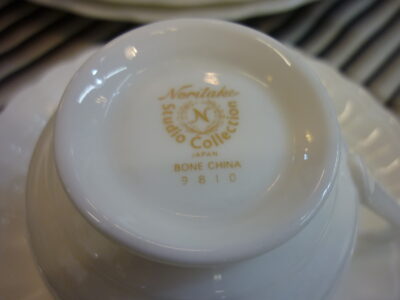 Noritake
Studio Collection
N
JAPAN
BONE CHINA
9810